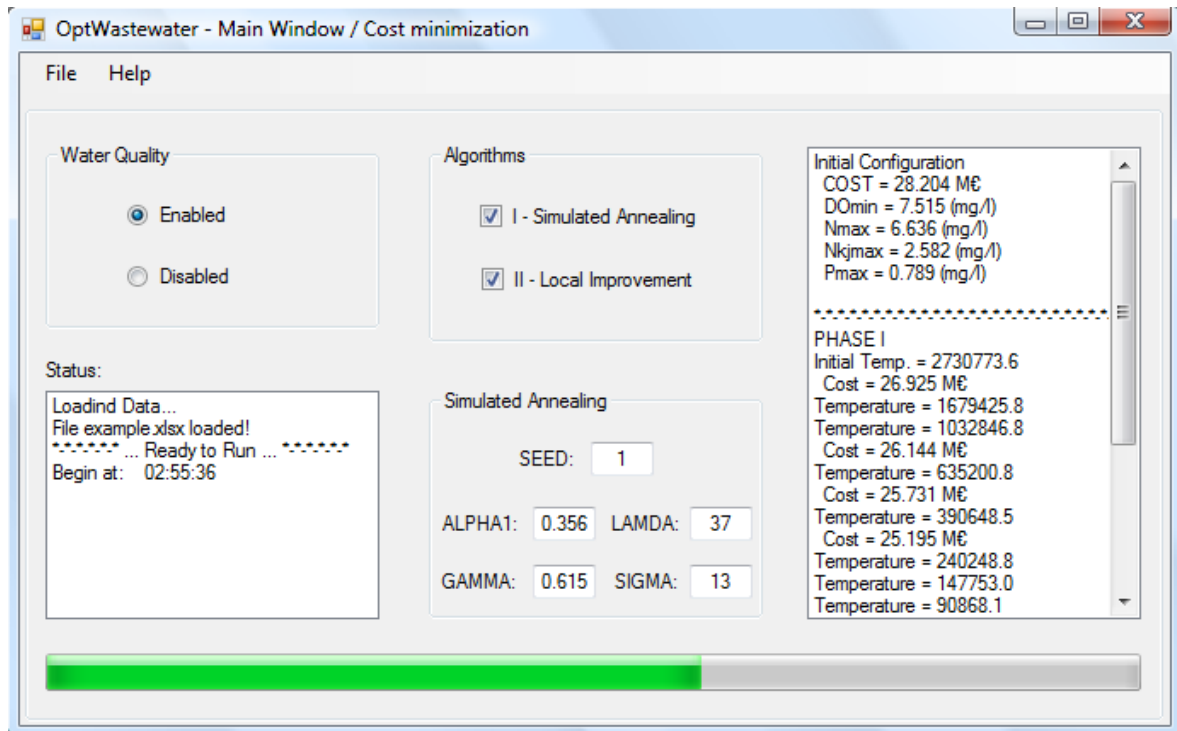 OptWastewater - Main Window / Cost minimization
File Help
Water Quality
Enabled
Disabled
Algorithms
I - Simulated Annealing
II - Local Improvement
Status:
Loadind Data...
File example.xlsx loaded!
*-*-*-*-*-* ... Ready to Run ... *-*-*-*-*-*
Begin at: 02:55:36
Simulated Annealing
SEED: 1
ALPHA1: 0.356 LAMDA: 37
GAMMA: 0.615 SIGMA: 13
Initial Configuration
COST = 28.204 M€
DOmin = 7.515 (mg/l)
Nmax = 6.636 (mg/l)
Nkjmax = 2.582 (mg/l)
Pmax = 0.789 (mg/l)
*-*-*-*-*-*-*-*-*-*-*-*-*-*-*-*-*-*-*-*-*-*-*-*-*-*
PHASE I
Initial Temp. = 2730773.6
Cost = 26.925 M€
Temperature = 1679425.8
Temperature = 1032846.8
Cost = 26.144 M€
Temperature = 635200.8
Cost = 25.731 M€
Temperature = 390648.5
Cost = 25.195 M€
Temperature = 240248.8
Temperature = 147753.0
Temperature = 90868.1